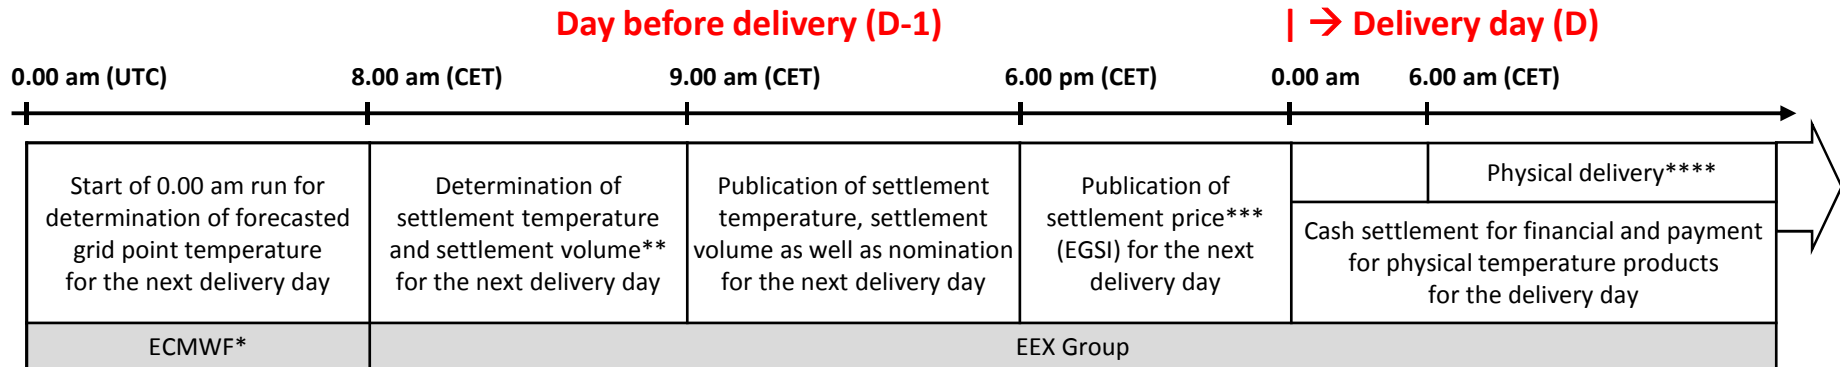 Day before delivery (D-1)
| → Delivery day (D)
0.00 am (UTC)
8.00 am (CET)
9.00 am (CET)
6.00 pm (CET)
0.00 am
6.00 am (CET)
Start of 0.00 am run for
determination of forecasted
grid point temperature
for the next delivery day
Determination of
settlement temperature
and settlement volume**
for the next delivery day
Publication of settlement
temperature, settlement
volume as well as nomination
for the next delivery day
Publication of
settlement price***
(EGSI) for the next
delivery day
Physical delivery****
Cash settlement for financial and payment
for physical temperature products
for the delivery day
ECMWF*
EEX Group